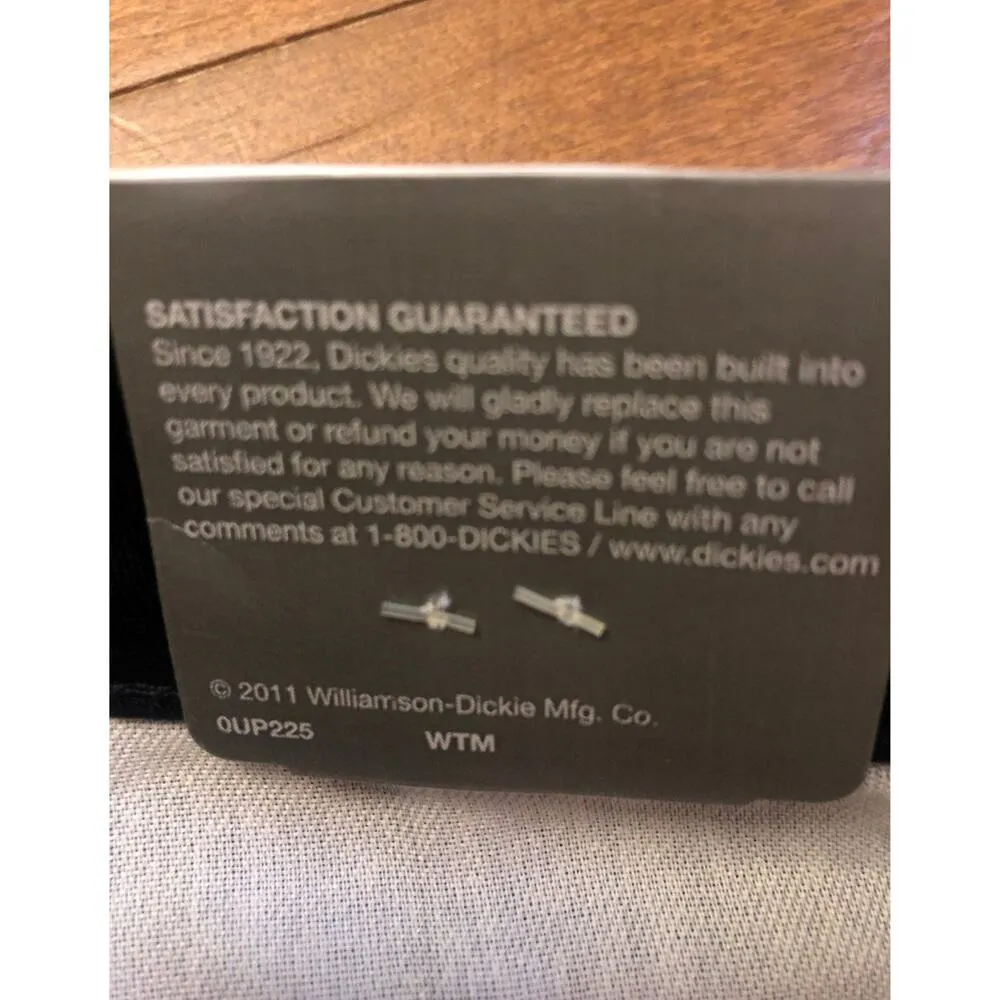 SATISFACTION GUARANTEED
Since 1922, Dickies quality has been built into
every product. We will gladly replace this
garment or refund your money if you are not
satisfied for any reason. Please feel free to call
our special Customer Service Line with any
comments at 1-800-DICKIES / www.dickies.com
© 2011 Williamson-Dickie Mfg. Co.
0UP225 WTM